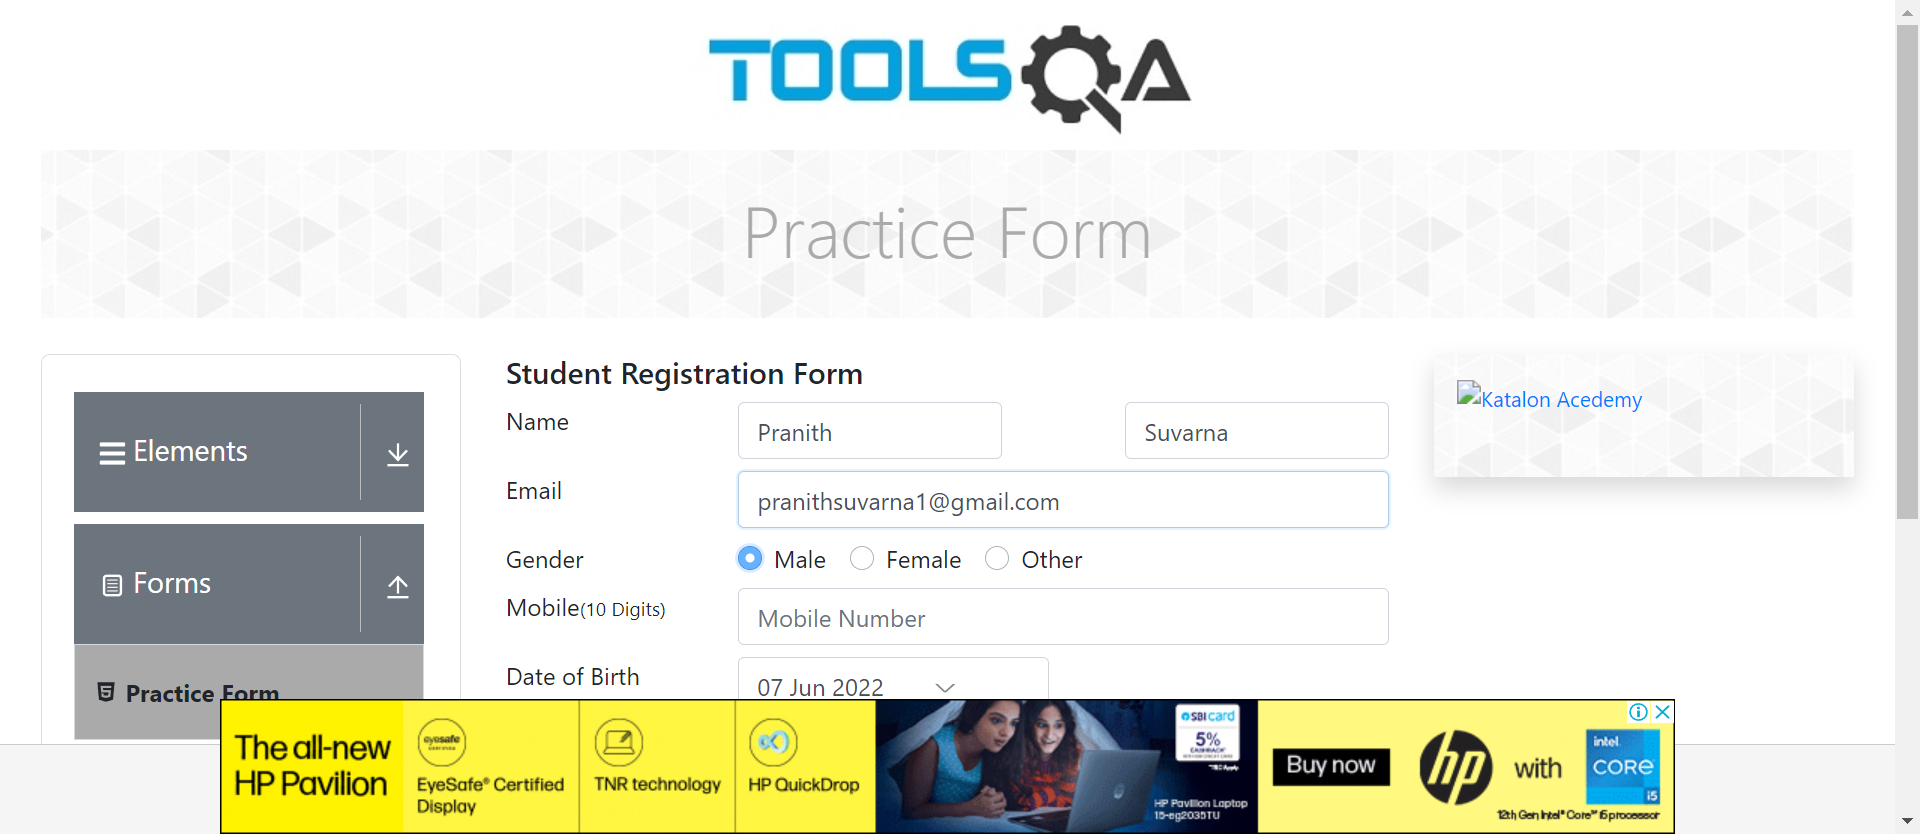 TOOLSQA
Practice Form
Elements
Forms
Practice Form
Student Registration Form
Name
Pranith
Suvarna
Email
pranithsuvarna1@gmail.com
Gender
Male
Female
Other
Mobile(10 Digits)
Mobile Number
Date of Birth
07 Jun 2022
Katalon Acedemy
The all-new
HP Pavilion
eyesafe
CERTIFIED
EyeSafe® Certified
Display
TNR technology
HP QuickDrop
SBI card
5%
CASHBACK*
*T&C Apply
HP Pavilion Laptop
15-eg2035TU
Buy now
hp
with
intel.
CORE
i5
12th Gen Intel® Core™ i5 processor